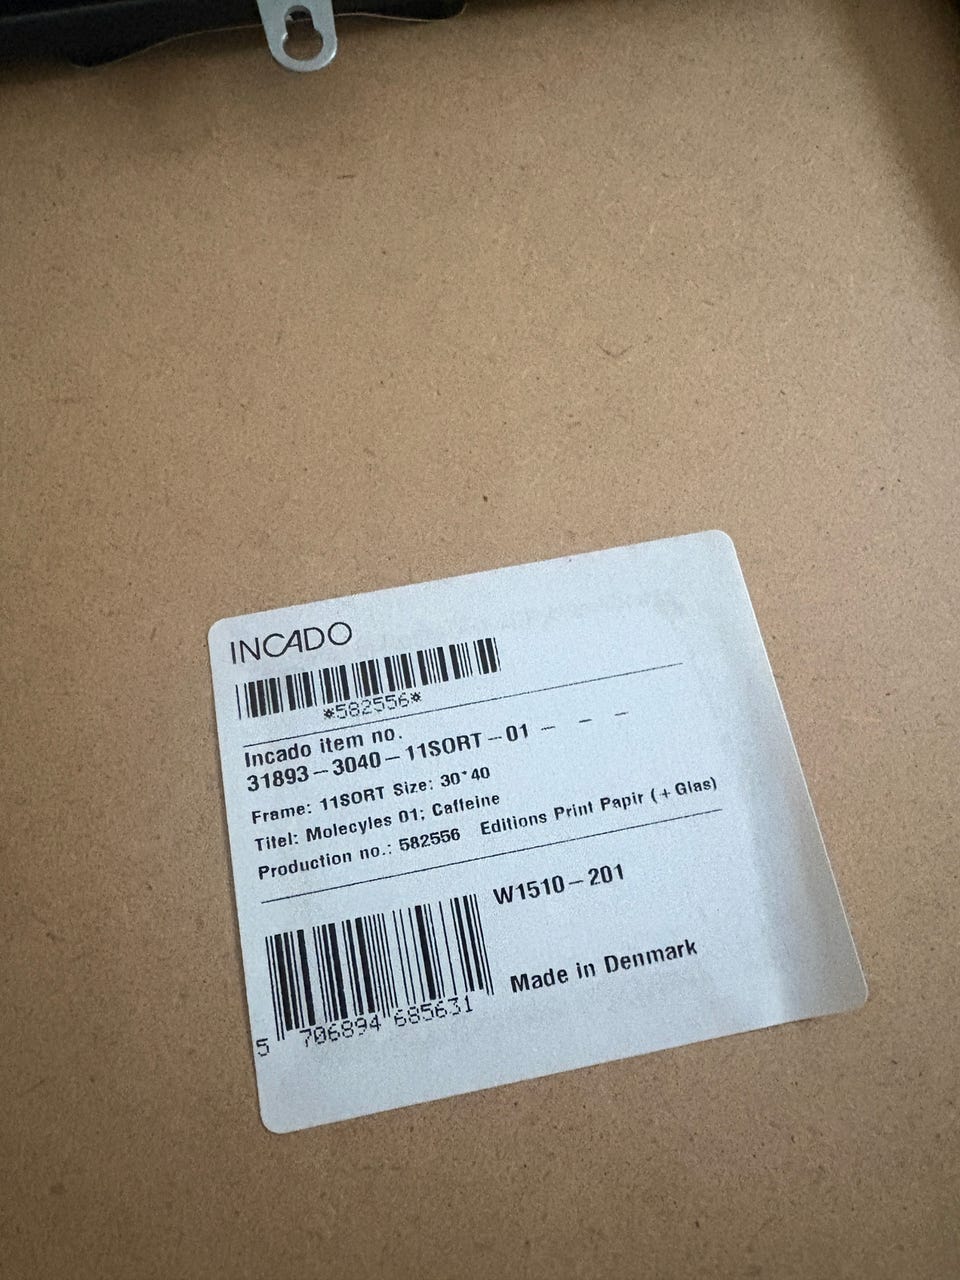 INCADO
*582556*
Incado item no.
31893-3040-11SORT-01- - -
Frame: 11SORT Size: 30*40
Titel: Molecyles 01; Caffeine
Production no.: 582556 Editions Print Papir (+Glas)
W1510-201
Made in Denmark
5 706894 685631